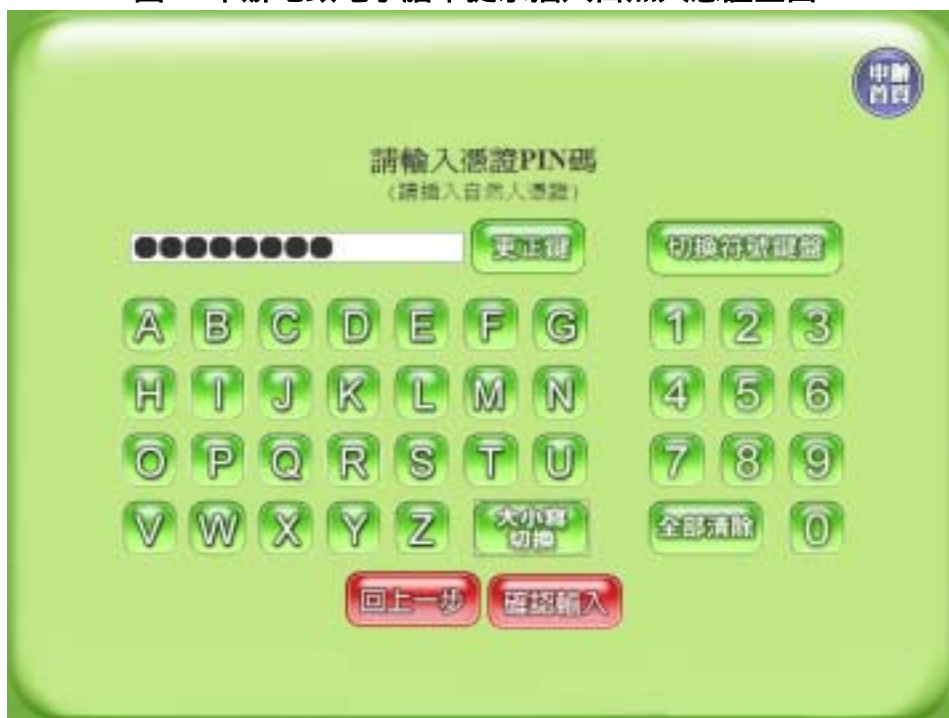 申辦
首頁
請輸入憑證PIN碼
(請插入自然人憑證)
更正鍵
切換符號鍵盤
A B C D E F G 1 2 3
H I J K L M N 4 5 6
O P Q R S T U 7 8 9
V W X Y Z 大小寫切換 全部清除 0
回上一步 確認輸入